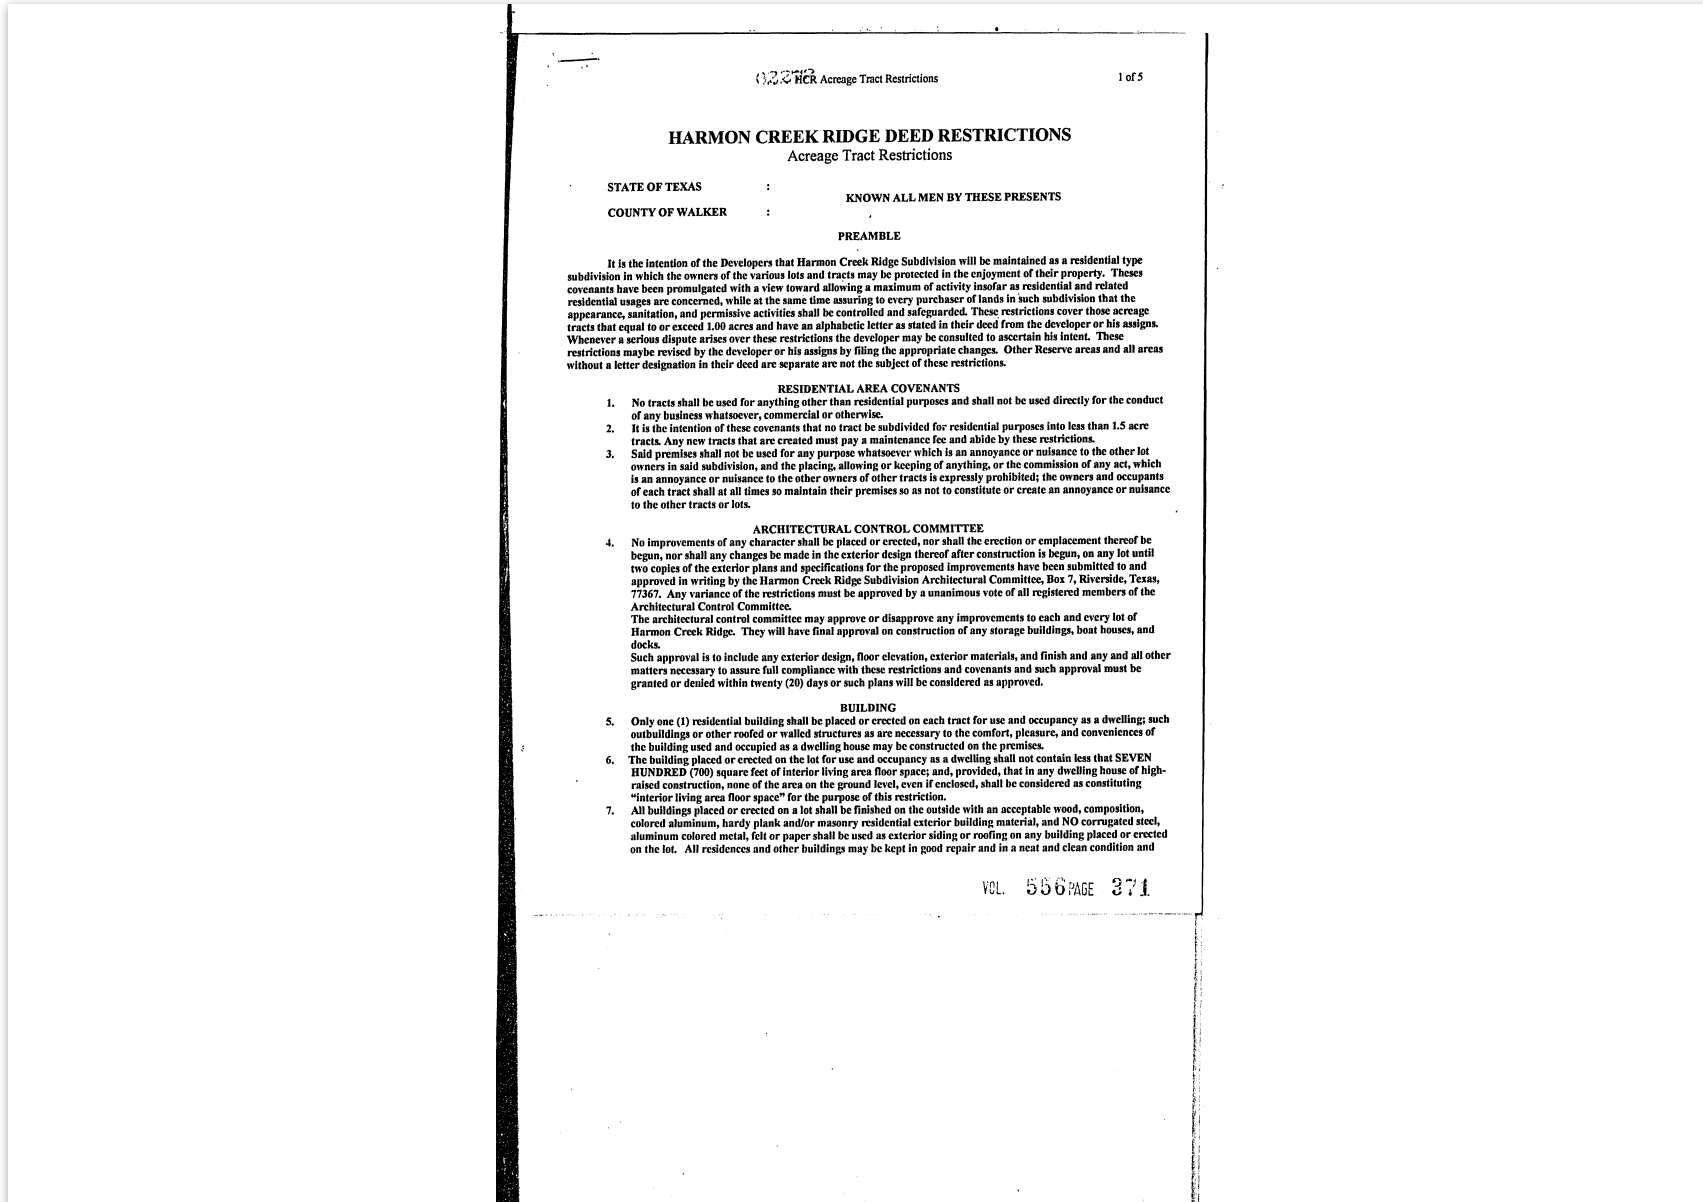 HCR Acreage Tract Restrictions 1 of 5
HARMON CREEK RIDGE DEED RESTRICTIONS
Acreage Tract Restrictions
STATE OF TEXAS :
KNOWN ALL MEN BY THESE PRESENTS
COUNTY OF WALKER :
PREAMBLE
It is the intention of the Developers that Harmon Creek Ridge Subdivision will be maintained as a residential type
subdivision in which the owners of the various lots and tracts may be protected in the enjoyment of their property. Theses
covenants have been promulgated with a view toward allowing a maximum of activity insofar as residential and related
residential usages are concerned, while at the same time assuring to every purchaser of lands in such subdivision that the
appearance, sanitation, and permissive activities shall be controlled and safeguarded. These restrictions cover those acreage
tracts that equal to or exceed 1.00 acres and have an alphabetic letter as stated in their deed from the developer or his assigns.
Whenever a serious dispute arises over these restrictions the developer may be consulted to ascertain his intent. These
restrictions maybe revised by the developer or his assigns by filing the appropriate changes. Other Reserve areas and all areas
without a letter designation in their deed are separate are not the subject of these restrictions.
RESIDENTIAL AREA COVENANTS
1. No tracts shall be used for anything other than residential purposes and shall not be used directly for the conduct
of any business whatsoever, commercial or otherwise.
2. It is the intention of these covenants that no tract be subdivided for residential purposes into less than 1.5 acre
tracts. Any new tracts that are created must pay a maintenance fee and abide by these restrictions.
3. Said premises shall not be used for any purpose whatsoever which is an annoyance or nuisance to the other lot
owners in said subdivision, and the placing, allowing or keeping of anything, or the commission of any act, which
is an annoyance or nuisance to the other owners of other tracts is expressly prohibited; the owners and occupants
of each tract shall at all times so maintain their premises so as not to constitute or create an annoyance or nuisance
to the other tracts or lots.
ARCHITECTURAL CONTROL COMMITTEE
4. No improvements of any character shall be placed or erected, nor shall the erection or emplacement thereof be
begun, nor shall any changes be made in the exterior design thereof after construction is begun, on any lot until
two copies of the exterior plans and specifications for the proposed improvements have been submitted to and
approved in writing by the Harmon Creek Ridge Subdivision Architectural Committee, Box 7, Riverside, Texas,
77367. Any variance of the restrictions must be approved by a unanimous vote of all registered members of the
Architectural Control Committee.
The architectural control committee may approve or disapprove any improvements to each and every lot of
Harmon Creek Ridge. They will have final approval on construction of any storage buildings, boat houses, and
docks.
Such approval is to include any exterior design, floor elevation, exterior materials, and finish and any and all other
matters necessary to assure full compliance with these restrictions and covenants and such approval must be
granted or denied within twenty (20) days or such plans will be considered as approved.
BUILDING
5. Only one (1) residential building shall be placed or erected on each tract for use and occupancy as a dwelling; such
outbuildings or other roofed or walled structures as are necessary to the comfort, pleasure, and conveniences of
the building used and occupied as a dwelling house may be constructed on the premises.
6. The building placed or erected on the lot for use and occupancy as a dwelling shall not contain less that SEVEN
HUNDRED (700) square feet of interior living area floor space; and, provided, that in any dwelling house of high-
raised construction, none of the area on the ground level, even if enclosed, shall be considered as constituting
“interior living area floor space” for the purpose of this restriction.
7. All buildings placed or erected on a lot shall be finished on the outside with an acceptable wood, composition,
colored aluminum, hardy plank and/or masonry residential exterior building material, and NO corrugated steel,
aluminum colored metal, felt or paper shall be used as exterior siding or roofing on any building placed or erected
on the lot. All residences and other buildings may be kept in good repair and in a neat and clean condition and
VOL. 556 PAGE 371